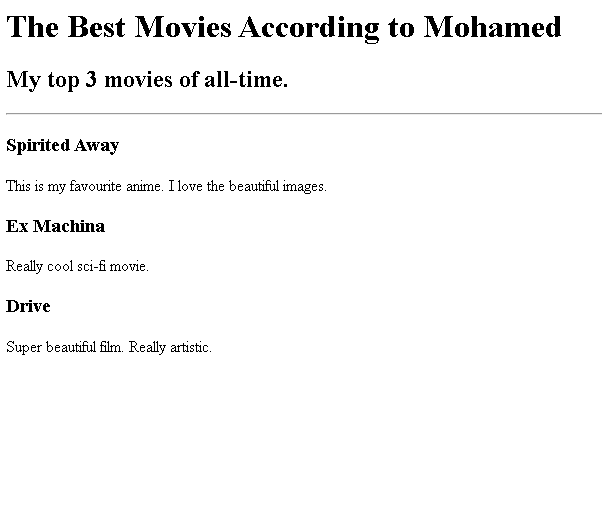 The Best Movies According to Mohamed
My top 3 movies of all-time.
Spirited Away
This is my favourite anime. I love the beautiful images.
Ex Machina
Really cool sci-fi movie.
Drive
Super beautiful film. Really artistic.